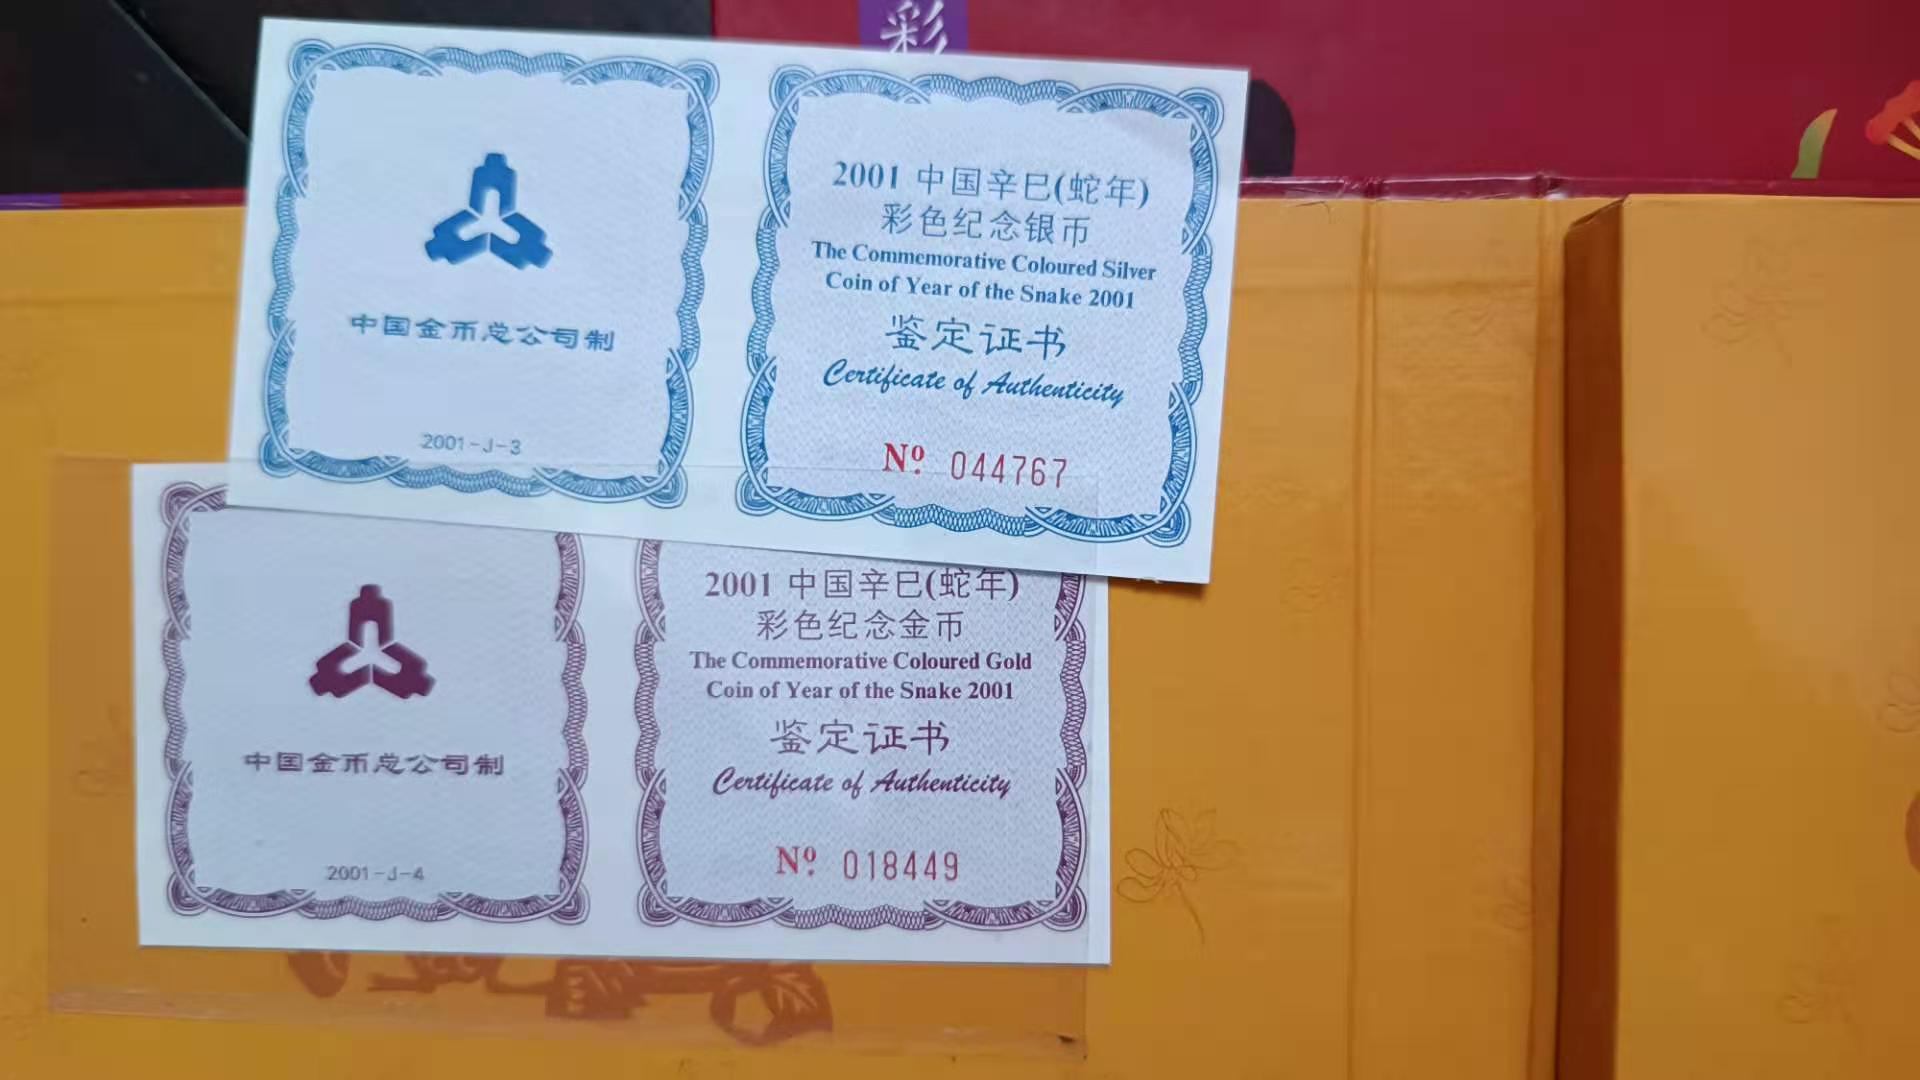 彩
中国金币总公司制
2001-J-3
2001 中国辛巳(蛇年)
彩色纪念银币
The Commemorative Coloured Silver
Coin of Year of the Snake 2001
鉴定证书
Certificate of Authenticity
Nº 044767
中国金币总公司制
2001-J-4
2001 中国辛巳(蛇年)
彩色纪念金币
The Commemorative Coloured Gold
Coin of Year of the Snake 2001
鉴定证书
Certificate of Authenticity
Nº 018449